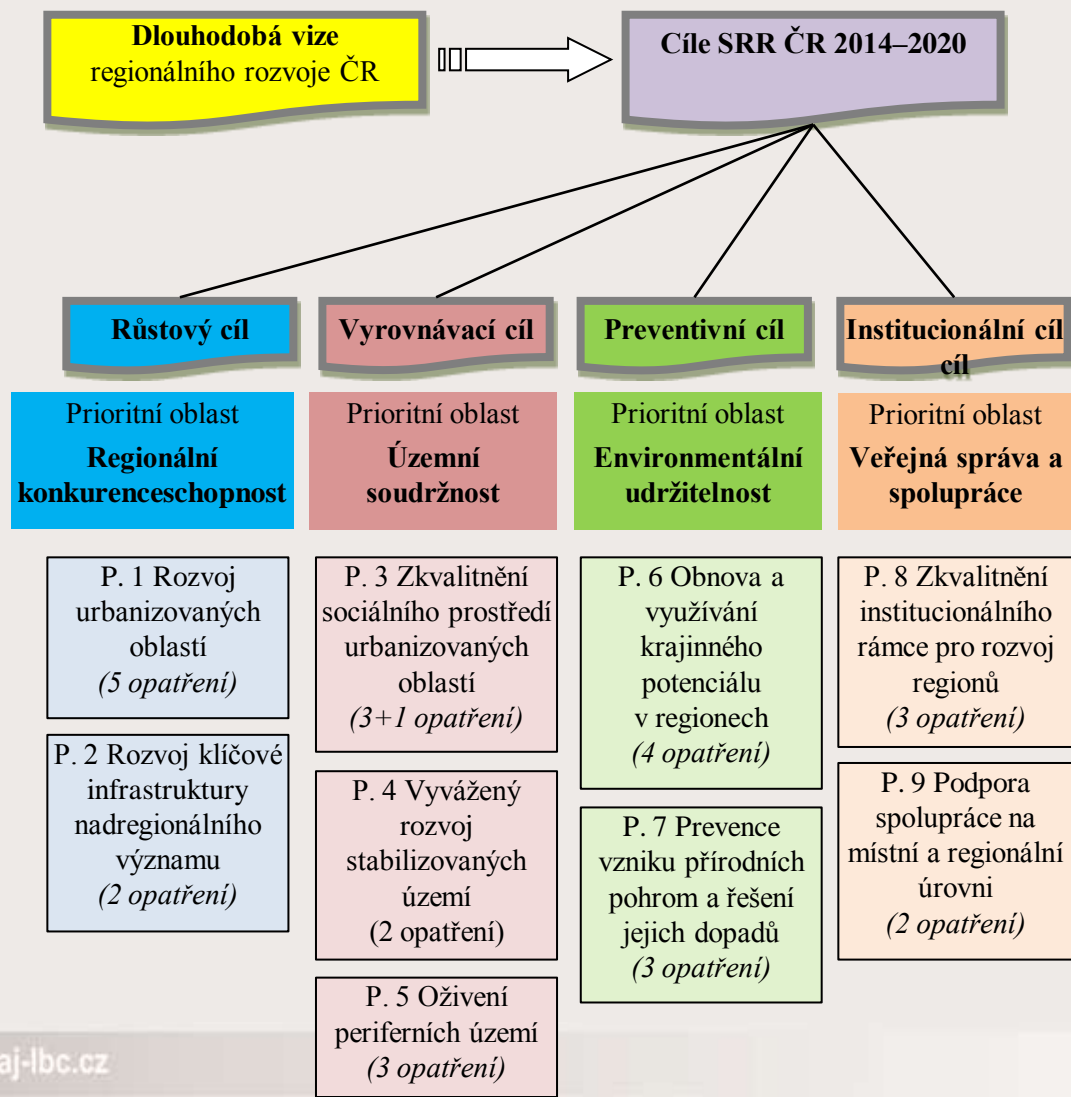 Dlouhodobá vize
regionálního rozvoje ČR
Cíle SRR ČR 2014–2020
Růstový cíl
Vyrovnávací cíl
Preventivní cíl
Institucionální cíl
cíl
Prioritní oblast
Regionální
konkurenceschopnost
Prioritní oblast
Územní
soudržnost
Prioritní oblast
Environmentální
udržitelnost
Prioritní oblast
Veřejná správa a
spolupráce
P. 1 Rozvoj
urbanizovaných
oblastí
(5 opatření)
P. 2 Rozvoj klíčové
infrastruktury
nadregionálního
významu
(2 opatření)
P. 3 Zkvalitnění
sociálního prostředí
urbanizovaných
oblastí
(3+1 opatření)
P. 4 Vyvážený
rozvoj
stabilizovaných
území
(2 opatření)
P. 5 Oživení
periferních území
(3 opatření)
P. 6 Obnova a
využívání
krajinného
potenciálu
v regionech
(4 opatření)
P. 7 Prevence
vzniku přírodních
pohrom a řešení
jejich dopadů
(3 opatření)
P. 8 Zkvalitnění
institucionálního
rámce pro rozvoj
regionů
(3 opatření)
P. 9 Podpora
spolupráce na
místní a regionální
úrovni
(2 opatření)
aj-lbc.cz